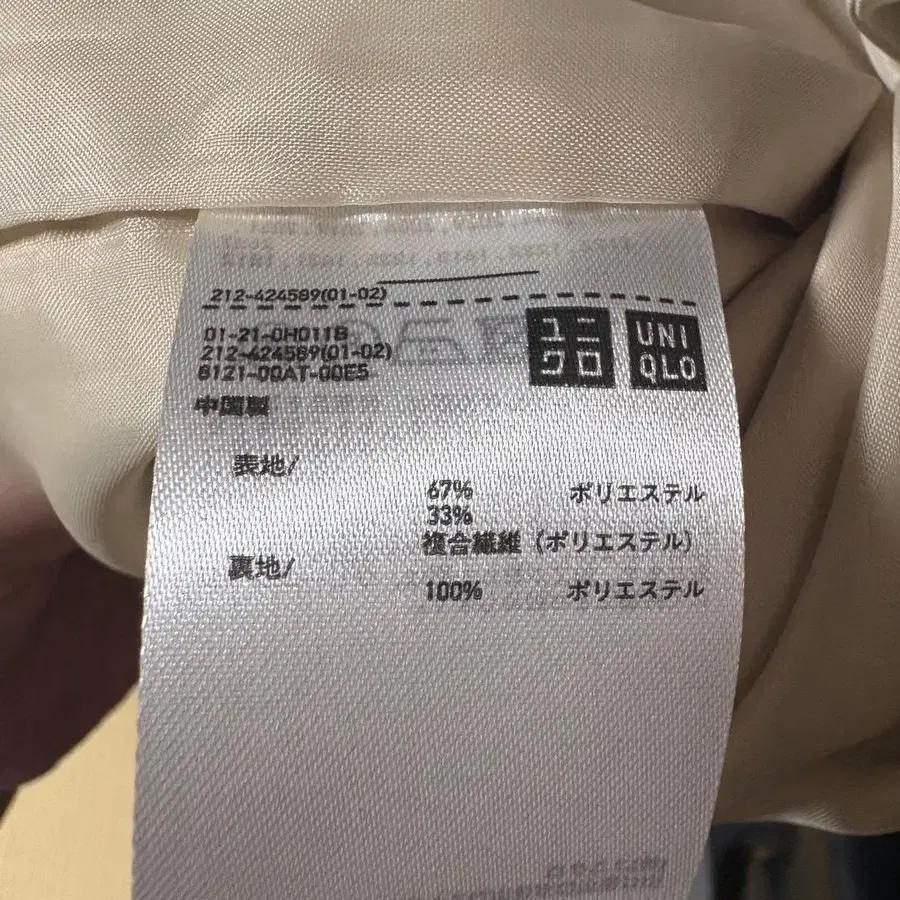 212-424589(01-02)
ユニクロ
UNIQLO
01-21-0H011B
212-424589(01-02)
8121-00AT-00E5
中国製
表地/
67% ポリエステル
33%
複合繊維 (ポリエステル)
裏地/
100% ポリエステル